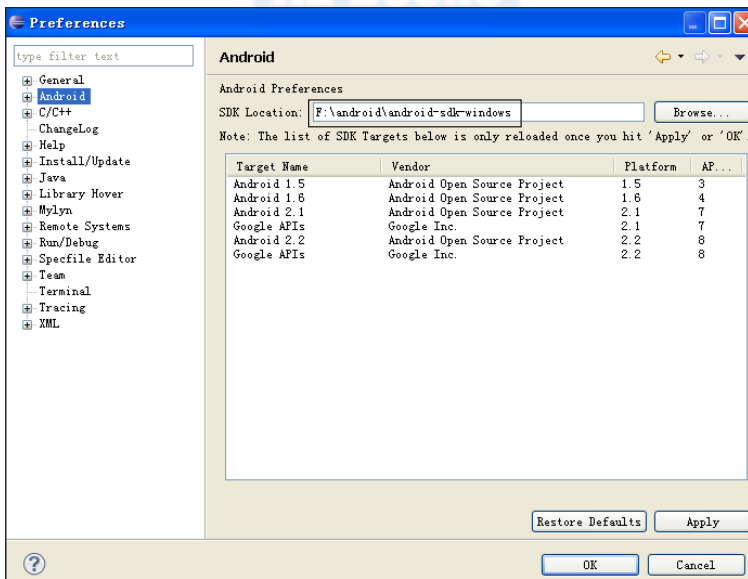 Preferences
type filter text
General
Android
C/C++
ChangeLog
Help
Install/Update
Java
Library Hover
Mylyn
Remote Systems
Run/Debug
Specfile Editor
Team
Terminal
Tracing
XML
Android
Android Preferences
SDK Location: F:\android\android-sdk-windows Browse...
Note: The list of SDK Targets below is only reloaded once you hit 'Apply' or 'OK'.
Target Name Vendor Platform AP...
Android 1.5 Android Open Source Project 1.5 3
Android 1.6 Android Open Source Project 1.6 4
Android 2.1 Android Open Source Project 2.1 7
Google APIs Google Inc. 2.1 7
Android 2.2 Android Open Source Project 2.2 8
Google APIs Google Inc. 2.2 8
Restore Defaults Apply
? OK Cancel